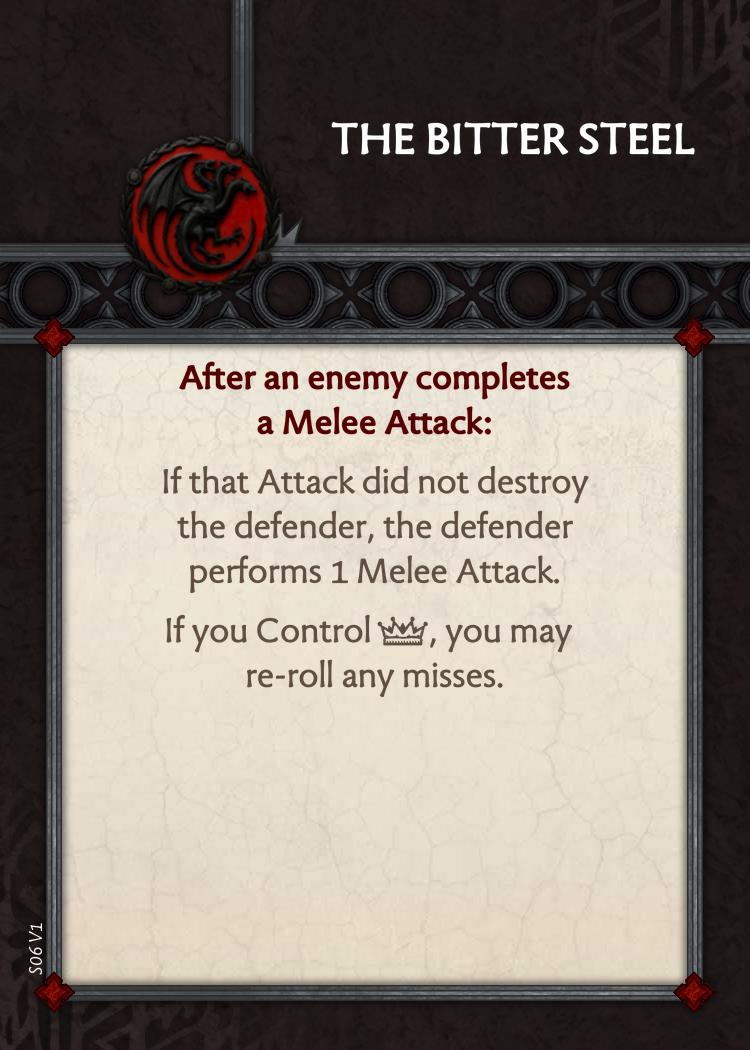 THE BITTER STEEL
After an enemy completes
a Melee Attack:
If that Attack did not destroy
the defender, the defender
performs 1 Melee Attack.
If you Control , you may
re-roll any misses.
S06 V1